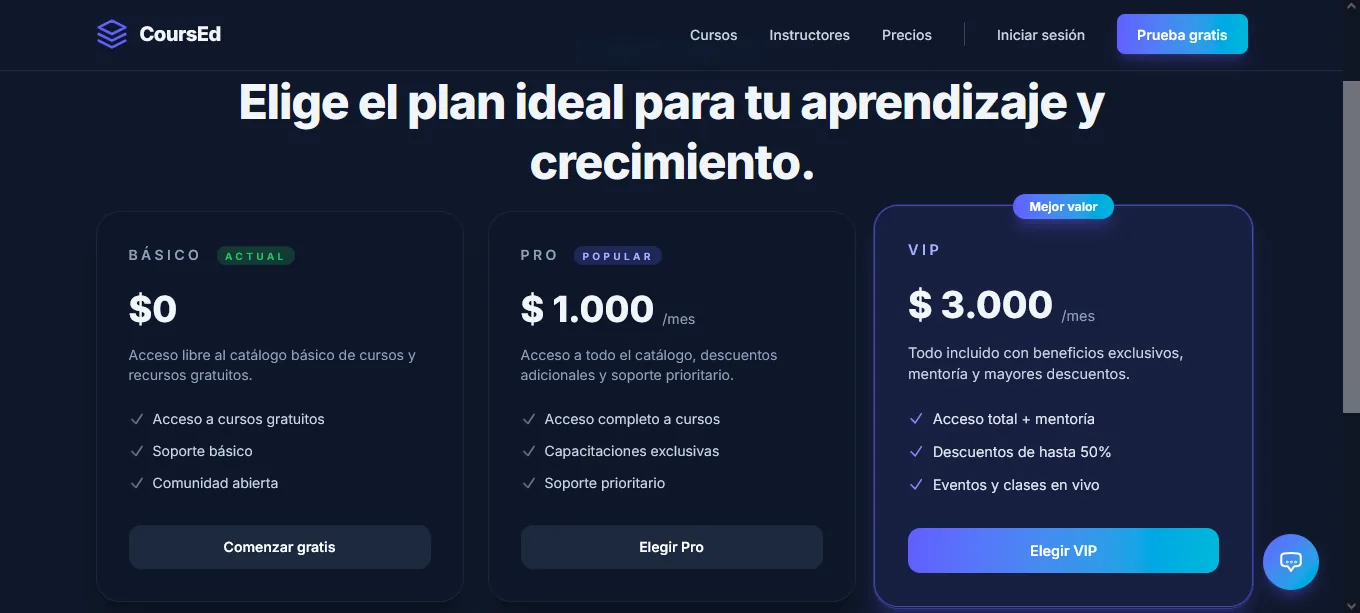 CoursEd
Cursos
Instructores
Precios
Iniciar sesión
Prueba gratis
Elige el plan ideal para tu aprendizaje y
crecimiento.
BÁSICO ACTUAL
$0
Acceso libre al catálogo básico de cursos y
recursos gratuitos.
Acceso a cursos gratuitos
Soporte básico
Comunidad abierta
Comenzar gratis
PRO POPULAR
$ 1.000 /mes
Acceso a todo el catálogo, descuentos
adicionales y soporte prioritario.
Acceso completo a cursos
Capacitaciones exclusivas
Soporte prioritario
Elegir Pro
Mejor valor
VIP
$ 3.000 /mes
Todo incluido con beneficios exclusivos,
mentoría y mayores descuentos.
Acceso total + mentoría
Descuentos de hasta 50%
Eventos y clases en vivo
Elegir VIP